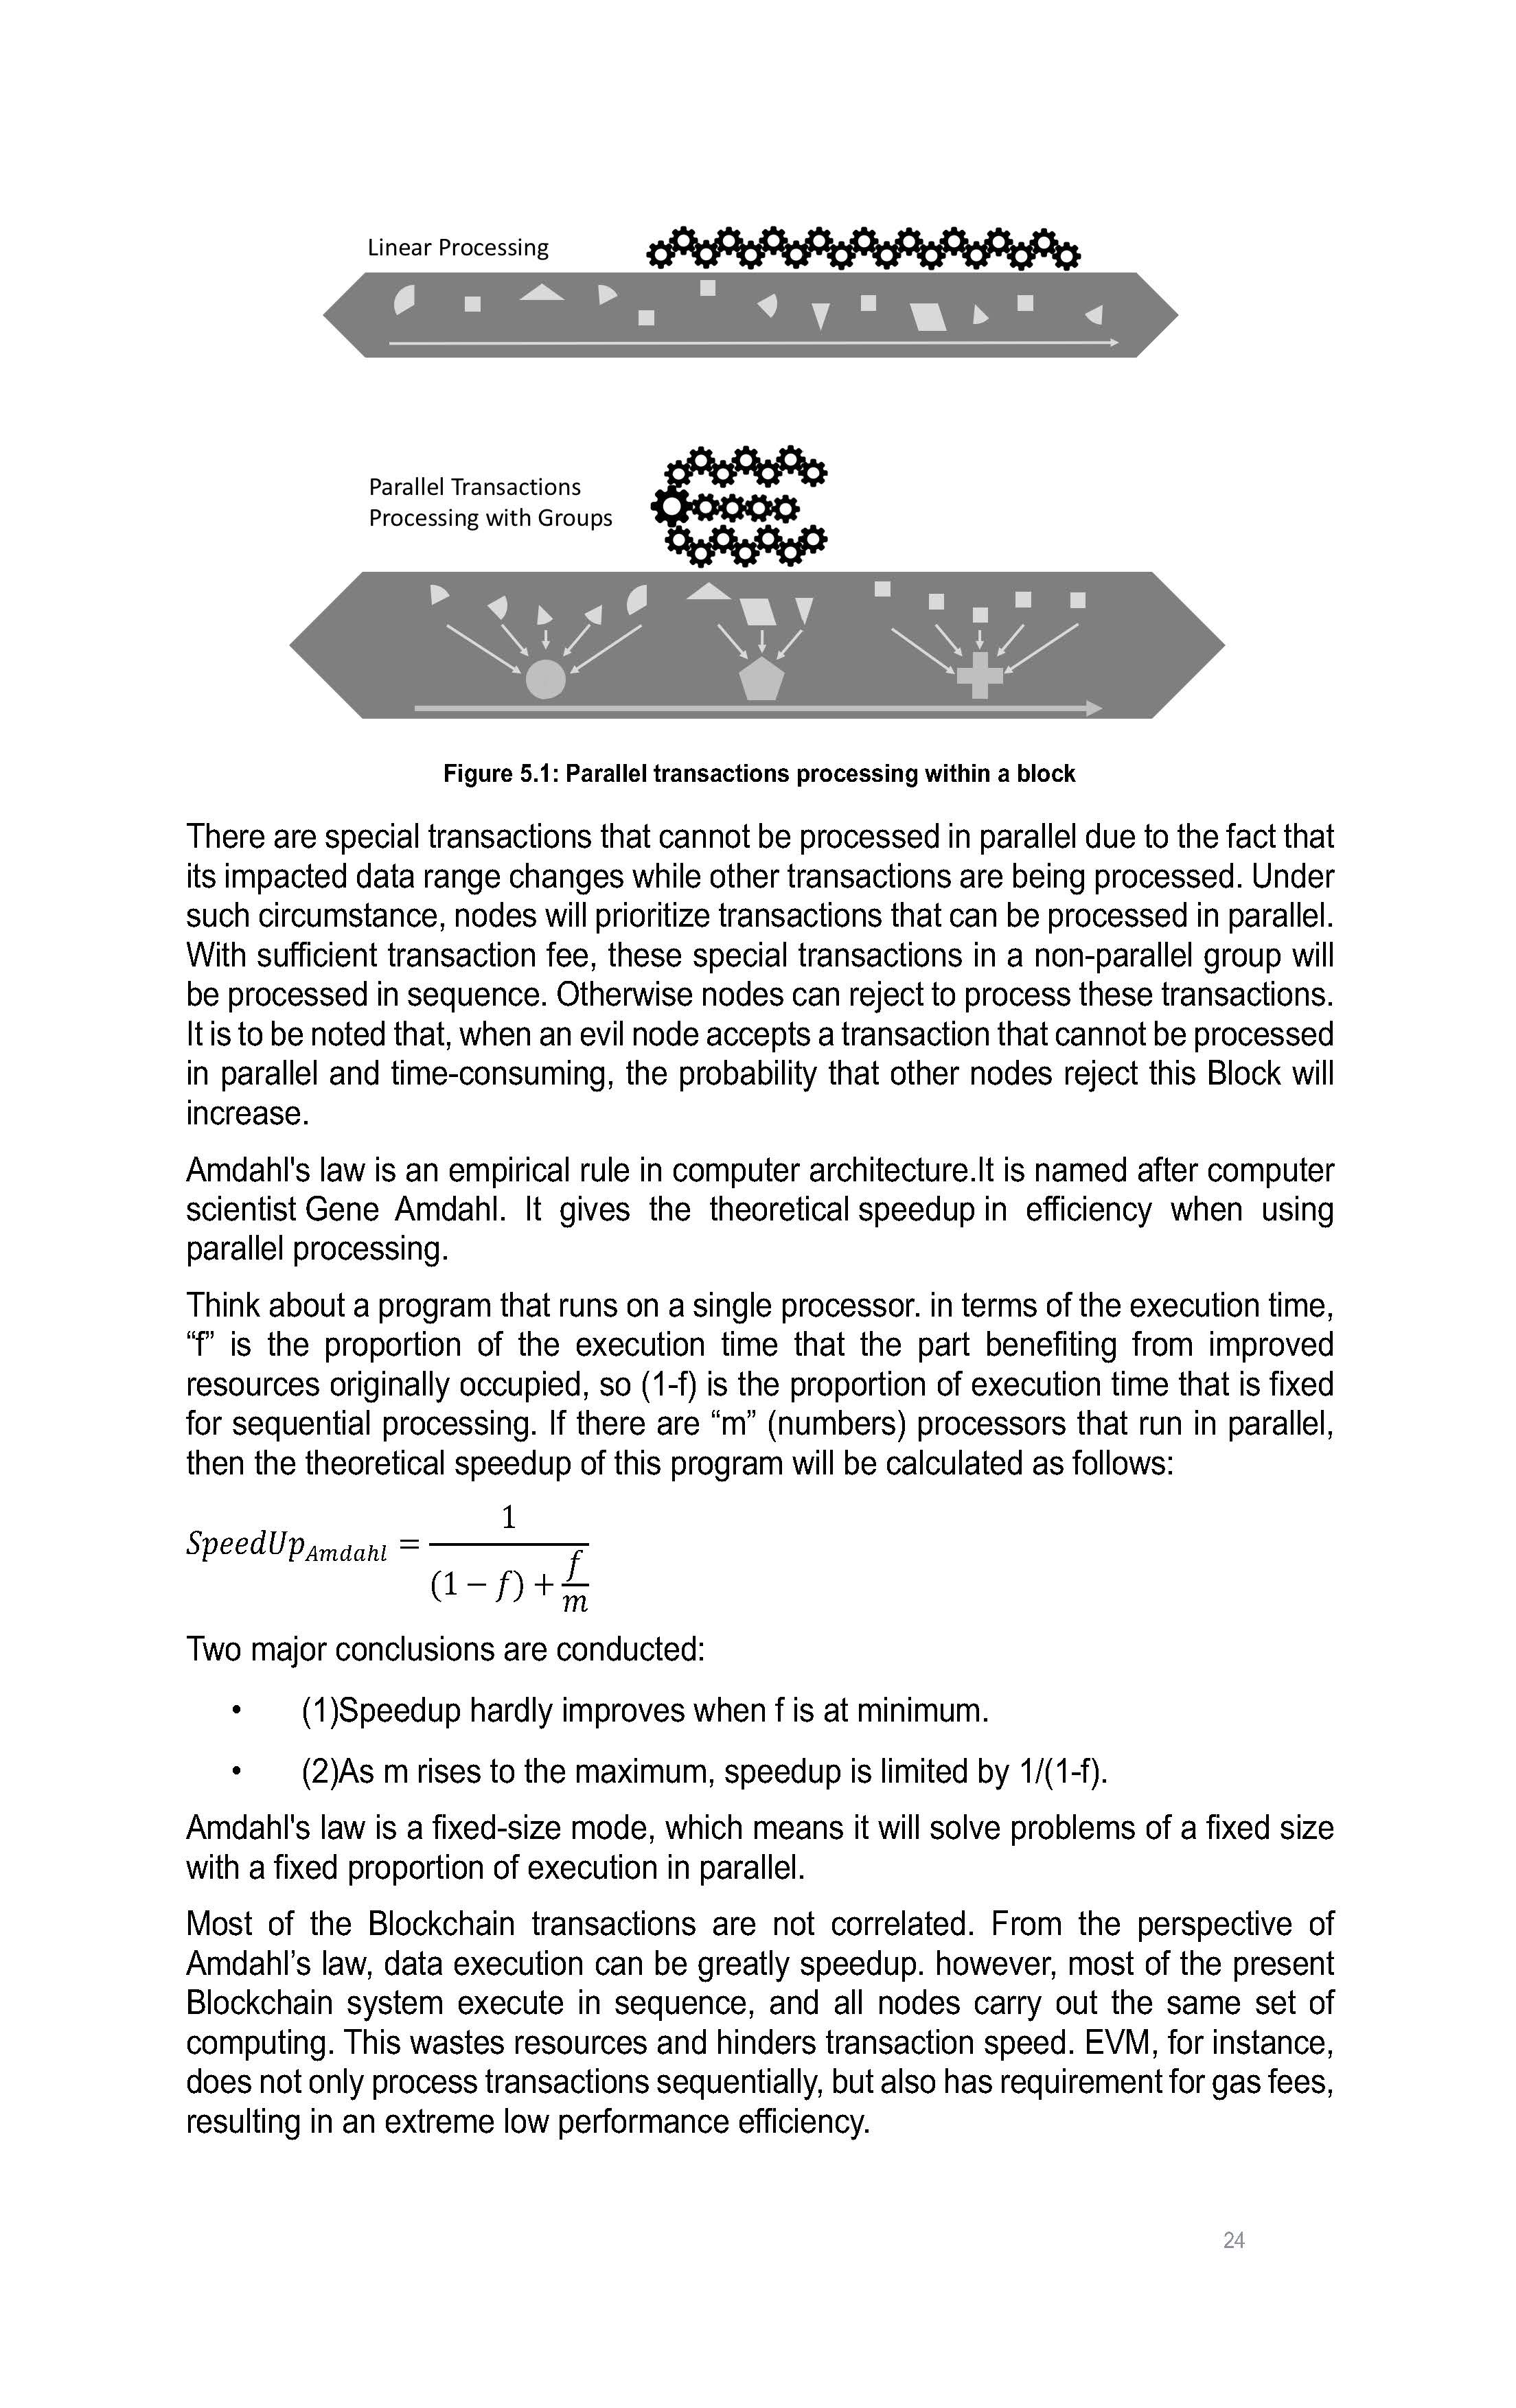 Linear Processing
Parallel Transactions
Processing with Groups
Figure 5.1: Parallel transactions processing within a block
There are special transactions that cannot be processed in parallel due to the fact that
its impacted data range changes while other transactions are being processed. Under
such circumstance, nodes will prioritize transactions that can be processed in parallel.
With sufficient transaction fee, these special transactions in a non-parallel group will
be processed in sequence. Otherwise nodes can reject to process these transactions.
It is to be noted that, when an evil node accepts a transaction that cannot be processed
in parallel and time-consuming, the probability that other nodes reject this Block will
increase.
Amdahl's law is an empirical rule in computer architecture.It is named after computer
scientist Gene Amdahl. It gives the theoretical speedup in efficiency when using
parallel processing.
Think about a program that runs on a single processor. in terms of the execution time,
“f” is the proportion of the execution time that the part benefiting from improved
resources originally occupied, so (1-f) is the proportion of execution time that is fixed
for sequential processing. If there are “m” (numbers) processors that run in parallel,
then the theoretical speedup of this program will be calculated as follows:
SpeedUp_Amdahl = 1 / ((1 − f) + f/m)
Two major conclusions are conducted:
• (1)Speedup hardly improves when f is at minimum.
• (2)As m rises to the maximum, speedup is limited by 1/(1-f).
Amdahl's law is a fixed-size mode, which means it will solve problems of a fixed size
with a fixed proportion of execution in parallel.
Most of the Blockchain transactions are not correlated. From the perspective of
Amdahl’s law, data execution can be greatly speedup. however, most of the present
Blockchain system execute in sequence, and all nodes carry out the same set of
computing. This wastes resources and hinders transaction speed. EVM, for instance,
does not only process transactions sequentially, but also has requirement for gas fees,
resulting in an extreme low performance efficiency.
24